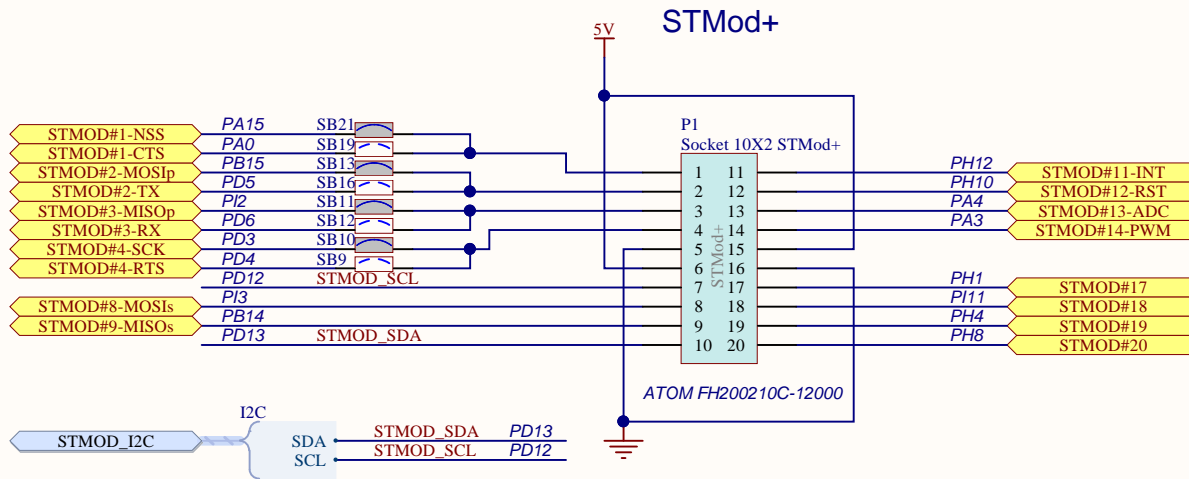 STMod+
5V
STMOD#1-NSS PA15 SB21
STMOD#1-CTS PA0 SB19
STMOD#2-MOSIp PB15 SB13
STMOD#2-TX PD5 SB16
STMOD#3-MISOp PI2 SB11
STMOD#3-RX PD6 SB12
STMOD#4-SCK PD3 SB10
STMOD#4-RTS PD4 SB9
PD12 STMOD_SCL
STMOD#8-MOSIs PI3
STMOD#9-MISOs PB14
PD13 STMOD_SDA
P1
Socket 10X2 STMod+
1 11 PH12 STMOD#11-INT
2 12 PH10 STMOD#12-RST
3 13 PA4 STMOD#13-ADC
4 14 PA3 STMOD#14-PWM
5 15
6 16
7 17 PH1 STMOD#17
8 18 PI11 STMOD#18
9 19 PH4 STMOD#19
10 20 PH8 STMOD#20
STMod+
ATOM FH200210C-12000
I2C
STMOD_I2C
SDA STMOD_SDA PD13
SCL STMOD_SCL PD12